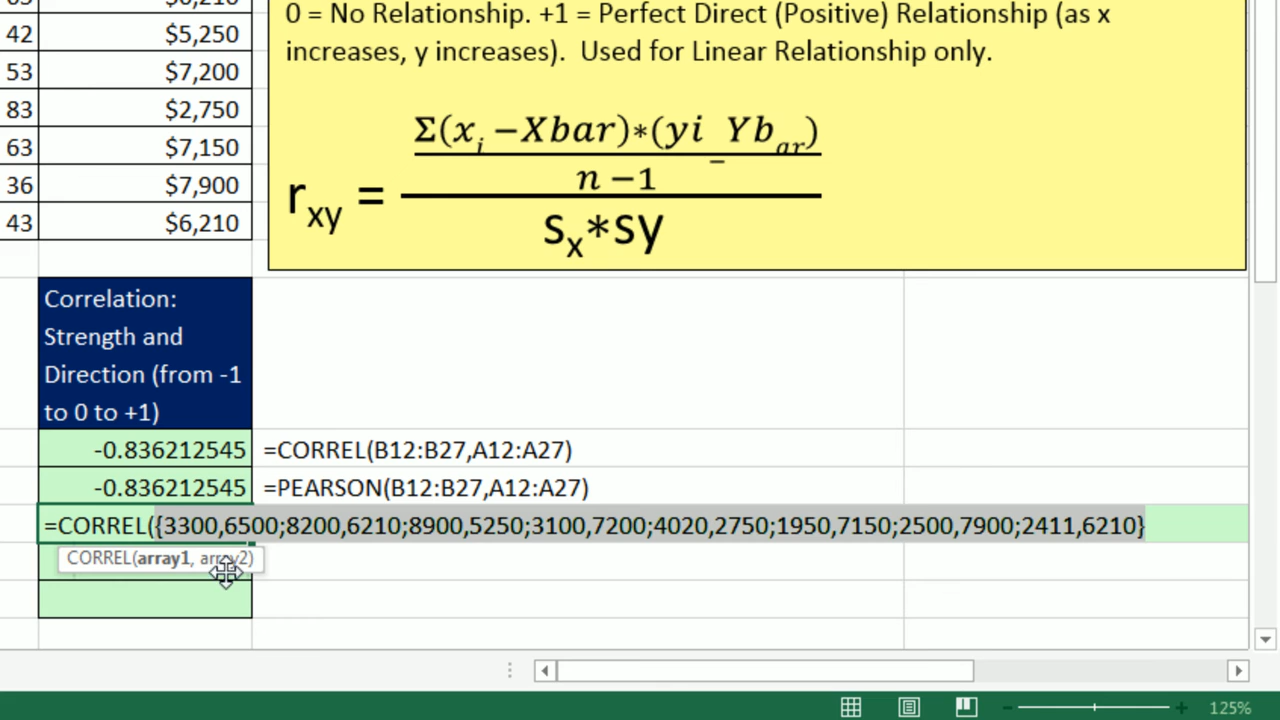 $6,210
0 = No Relationship. +1 = Perfect Direct (Positive) Relationship (as x
increases, y increases).  Used for Linear Relationship only.
42 $5,250
53 $7,200
83 $2,750
63 $7,150
36 $7,900
43 $6,210
Σ(xi −Xbar)*(yi_Ybar)
n −1
rxy =
sx*sy
Correlation:
Strength and
Direction (from -1
to 0 to +1)
-0.836212545 =CORREL(B12:B27,A12:A27)
-0.836212545 =PEARSON(B12:B27,A12:A27)
=CORREL({3300,6500;8200,6210;8900,5250;3100,7200;4020,2750;1950,7150;2500,7900;2411,6210}
CORREL(array1, array2)
125%